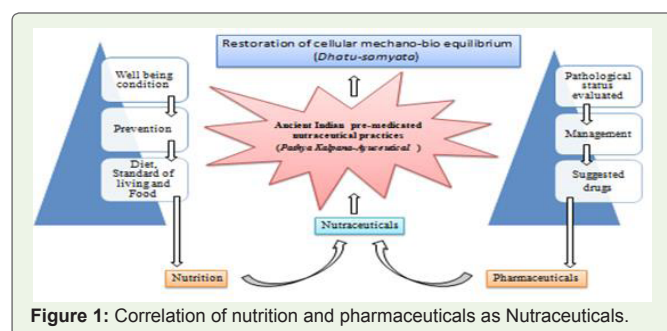 Restoration of cellular mechano-bio equilibrium
(Dhatu-samyata)
Well being
condition
Prevention
Diet,
Standard of
living and
Food
Nutrition
Ancient Indian pre-medicated
nutraceutical practices
(Pathya Kalpana-Ayuceutical )
Nutraceuticals
Pathological
status
evaluated
Management
Suggested
drugs
Pharmaceuticals
Figure 1: Correlation of nutrition and pharmaceuticals as Nutraceuticals.